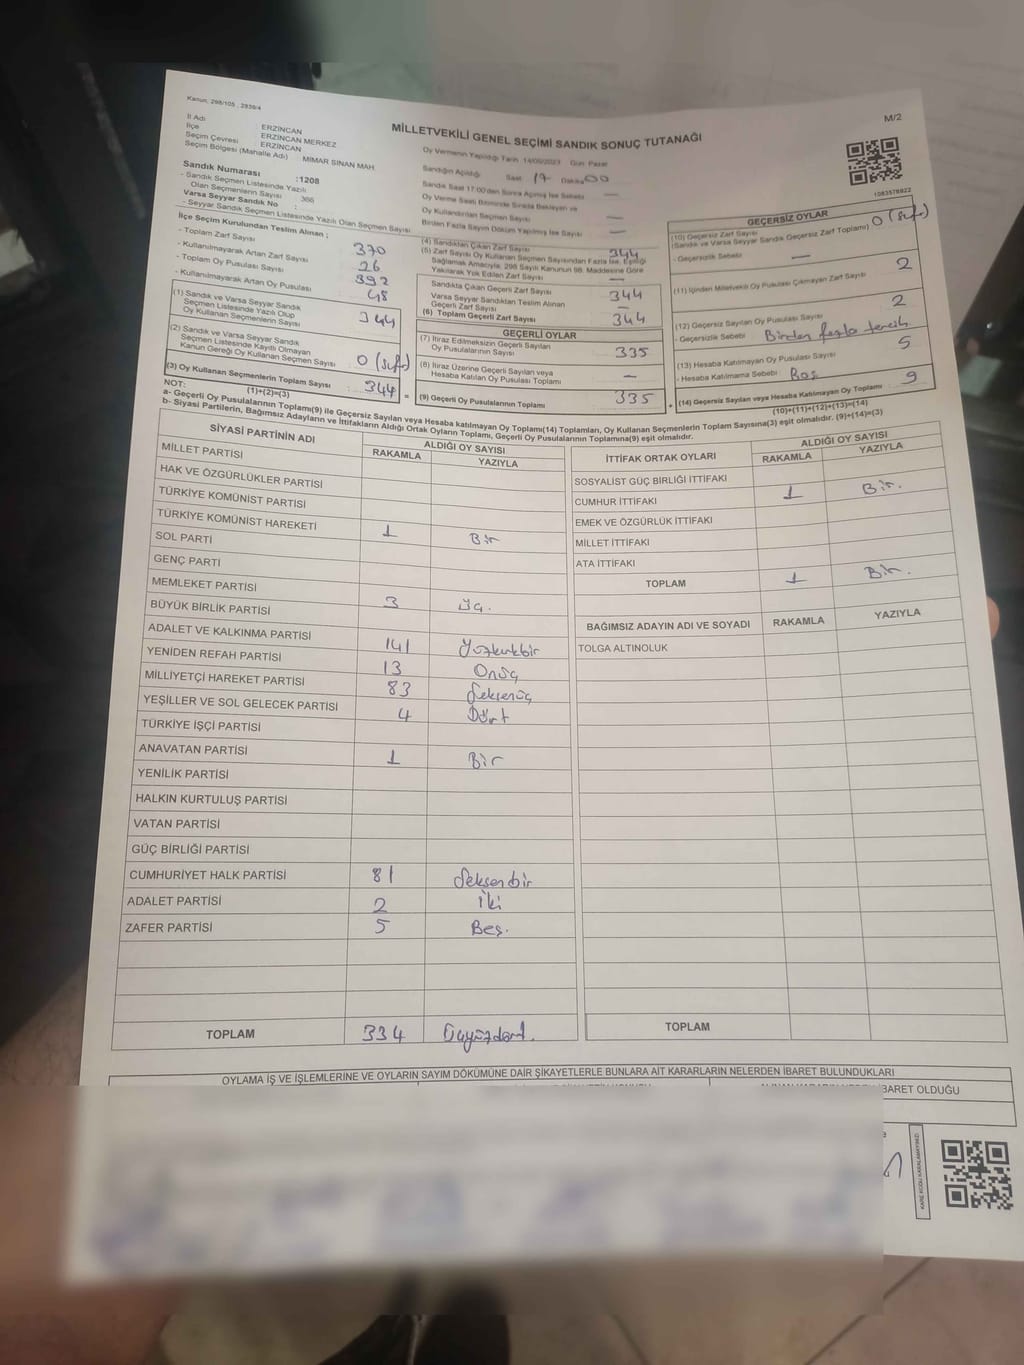 Kanun; 298/105 , 2839/4
M/2
MİLLETVEKİLİ GENEL SEÇİMİ SANDIK SONUÇ TUTANAĞI
İl Adı : ERZİNCAN
İlçe : ERZİNCAN MERKEZ
Seçim Çevresi : ERZİNCAN
Seçim Bölgesi (Mahalle Adı) MİMAR SİNAN MAH.
Sandık Numarası :1208
- Sandık Seçmen Listesinde Yazılı
Olan Seçmenlerin Sayısı : 366
Varsa Seyyar Sandık No :
- Seyyar Sandık Seçmen Listesinde Yazılı Olan Seçmen Sayısı
Oy Vermenin Yapıldığı Tarih 14/05/2023 Gün Pazar
Sandığın Açıldığı Saat 17 Dakika 00
Sandık Saat 17:00'den Sonra Açılmış İse Sebebi —
Oy Verme Saati Bitiminde Sırada Bekleyen ve
Oy Kullandırılan Seçmen Sayısı —
Birden Fazla Sayım Döküm Yapılmış İse Sayısı —
1083578922
İlçe Seçim Kurulundan Teslim Alınan ;
- Toplam Zarf Sayısı 370
- Kullanılmayarak Artan Zarf Sayısı 26
- Toplam Oy Pusulası Sayısı 392
- Kullanılmayarak Artan Oy Pusulası 48
(1) Sandık ve Varsa Seyyar Sandık
Seçmen Listesinde Yazılı Olup
Oy Kullanan Seçmenlerin Sayısı 344
(2) Sandık ve Varsa Seyyar Sandık
Seçmen Listesinde Kayıtlı Olmayan
Kanun Gereği Oy Kullanan Seçmen Sayısı 0 (sıfır)
(3) Oy Kullanan Seçmenlerin Toplam Sayısı 344
(1)+(2)=(3)
(4) Sandıktan Çıkan Zarf Sayısı 344
(5) Zarf Sayısı Oy Kullanan Seçmen Sayısından Fazla İse, Eşitliği
Sağlamak Amacıyla, 298 Sayılı Kanunun 98. Maddesine Göre
Yakılarak Yok Edilen Zarf Sayısı —
Sandıkta Çıkan Geçerli Zarf Sayısı 344
Varsa Seyyar Sandıktan Teslim Alınan
Geçerli Zarf Sayısı —
(6) Toplam Geçerli Zarf Sayısı 344
GEÇERLİ OYLAR
(7) İtiraz Edilmeksizin Geçerli Sayılan
Oy Pusulalarının Sayısı 335
(8) İtiraz Üzerine Geçerli Sayılan veya
Hesaba Katılan Oy Pusulası Toplamı —
(9) Geçerli Oy Pusulalarının Toplamı 335
GEÇERSİZ OYLAR
(10) Geçersiz Zarf Sayısı 0 (sıfır)
(Sandık ve Varsa Seyyar Sandık Geçersiz Zarf Toplamı)
- Geçersizlik Sebebi: —
(11) İçinden Milletvekili Oy Pusulası Çıkmayan Zarf Sayısı 2
(12) Geçersiz Sayılan Oy Pusulası Sayısı 2
- Geçersizlik Sebebi Birden fazla tercih
(13) Hesaba Katılmayan Oy Pusulası Sayısı 5
- Hesaba Katılmama Sebebi : Boş
(14) Geçersiz Sayılan veya Hesaba Katılmayan Oy Toplamı 9
(10)+(11)+(12)+(13)=(14)
NOT:
a- Geçerli Oy Pusulalarının Toplamı(9) ile Geçersiz Sayılan veya Hesaba katılmayan Oy Toplamı(14) Toplamları, Oy Kullanan Seçmenlerin Toplam Sayısına(3) eşit olmalıdır. (9)+(14)=(3)
b- Siyasi Partilerin, Bağımsız Adayların ve İttifakların Aldığı Ortak Oyların Toplamı, Geçerli Oy Pusulalarının Toplamına(9) eşit olmalıdır.
SİYASİ PARTİNİN ADI ALDIĞI OY SAYISI
RAKAMLA YAZIYLA
MİLLET PARTİSİ
HAK VE ÖZGÜRLÜKLER PARTİSİ
TÜRKİYE KOMÜNİST PARTİSİ
TÜRKİYE KOMÜNİST HAREKETİ 1 Bir
SOL PARTİ
GENÇ PARTİ
MEMLEKET PARTİSİ
BÜYÜK BİRLİK PARTİSİ 3 üç.
ADALET VE KALKINMA PARTİSİ 141 Yüzkırkbir
YENİDEN REFAH PARTİSİ 13 Onüç
MİLLİYETÇİ HAREKET PARTİSİ 83 Seksenüç
YEŞİLLER VE SOL GELECEK PARTİSİ 4 Dört
TÜRKİYE İŞÇİ PARTİSİ
ANAVATAN PARTİSİ 1 Bir
YENİLİK PARTİSİ
HALKIN KURTULUŞ PARTİSİ
VATAN PARTİSİ
GÜÇ BİRLİĞİ PARTİSİ
CUMHURİYET HALK PARTİSİ 81 Seksenbir
ADALET PARTİSİ 2 İki
ZAFER PARTİSİ 5 Beş.
TOPLAM 334 Üçyüzdört.
İTTİFAK ORTAK OYLARI ALDIĞI OY SAYISI
RAKAMLA YAZIYLA
SOSYALİST GÜÇ BİRLİĞİ İTTİFAKI
CUMHUR İTTİFAKI 1 Bir.
EMEK VE ÖZGÜRLÜK İTTİFAKI
MİLLET İTTİFAKI
ATA İTTİFAKI
TOPLAM 1 Bir.
BAĞIMSIZ ADAYIN ADI VE SOYADI RAKAMLA YAZIYLA
TOLGA ALTINOLUK
TOPLAM
OYLAMA İŞ VE İŞLEMLERİNE VE OYLARIN SAYIM DÖKÜMÜNE DAİR ŞİKAYETLERLE BUNLARA AİT KARARLARIN NELERDEN İBARET BULUNDUKLARI
İBARET OLDUĞU
KARE KODU KARALAMAYINIZ!